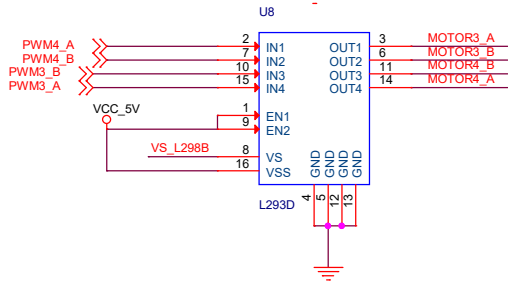 U8
PWM4_A 2 IN1 OUT1 3 MOTOR3_A
PWM4_B 7 IN2 OUT2 6 MOTOR3_B
PWM3_B 10 IN3 OUT3 11 MOTOR4_B
PWM3_A 15 IN4 OUT4 14 MOTOR4_A
VCC_5V 1 EN1
9 EN2
VS_L298B 8 VS
16 VSS
GND GND GND GND
L293D 4 5 12 13